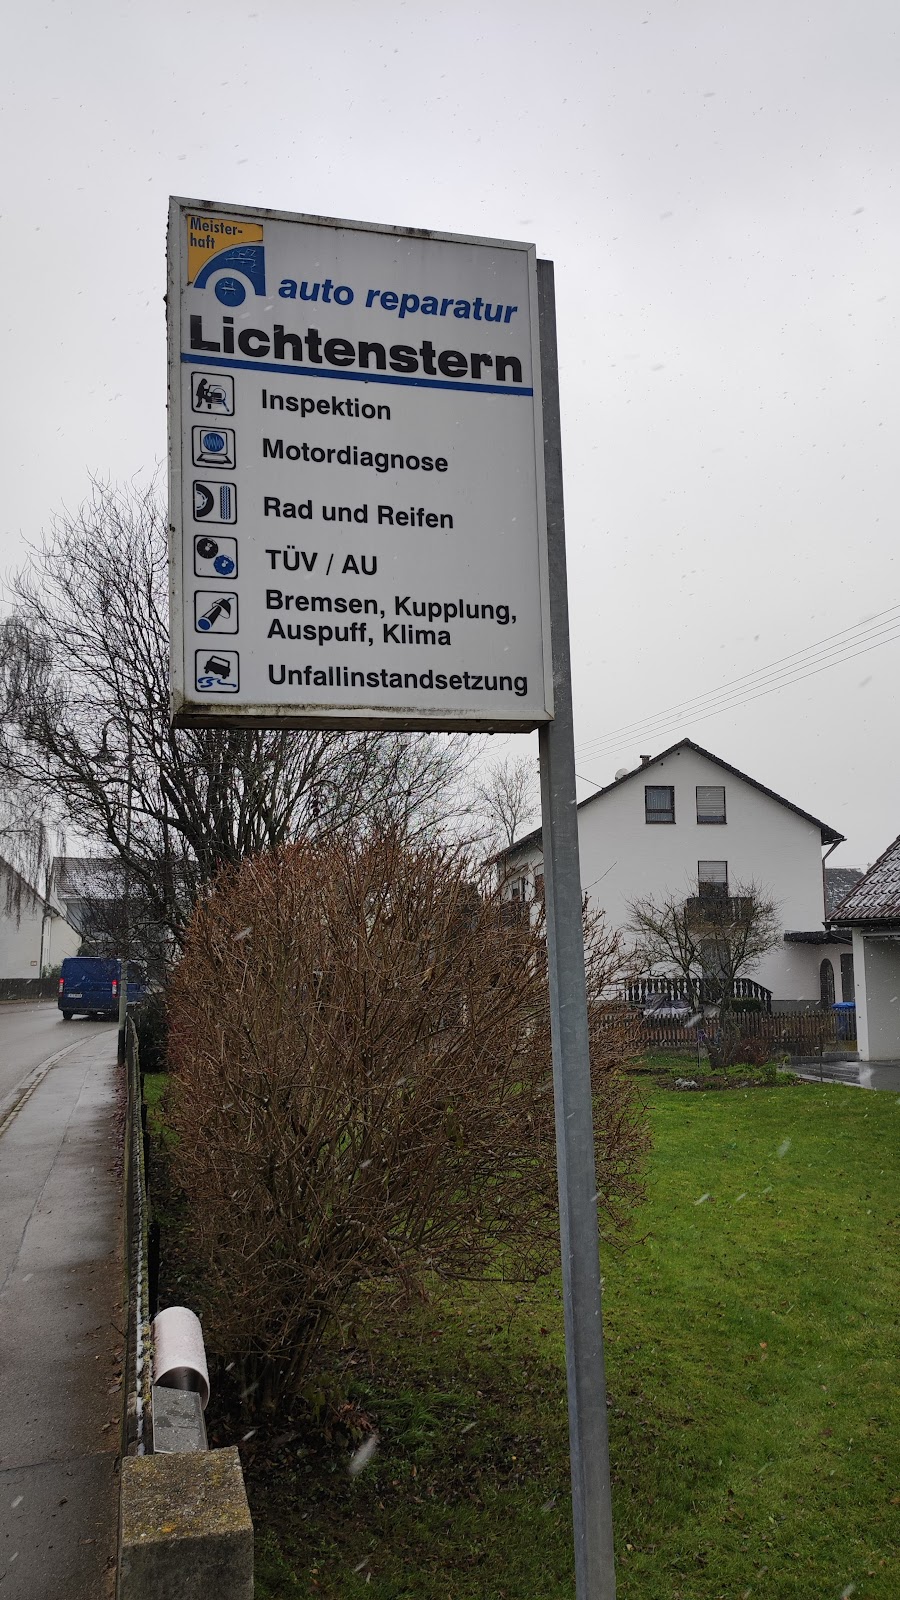 Meister-
haft
auto reparatur
Lichtenstern
Inspektion
Motordiagnose
Rad und Reifen
TÜV / AU
Bremsen, Kupplung,
Auspuff, Klima
Unfallinstandsetzung